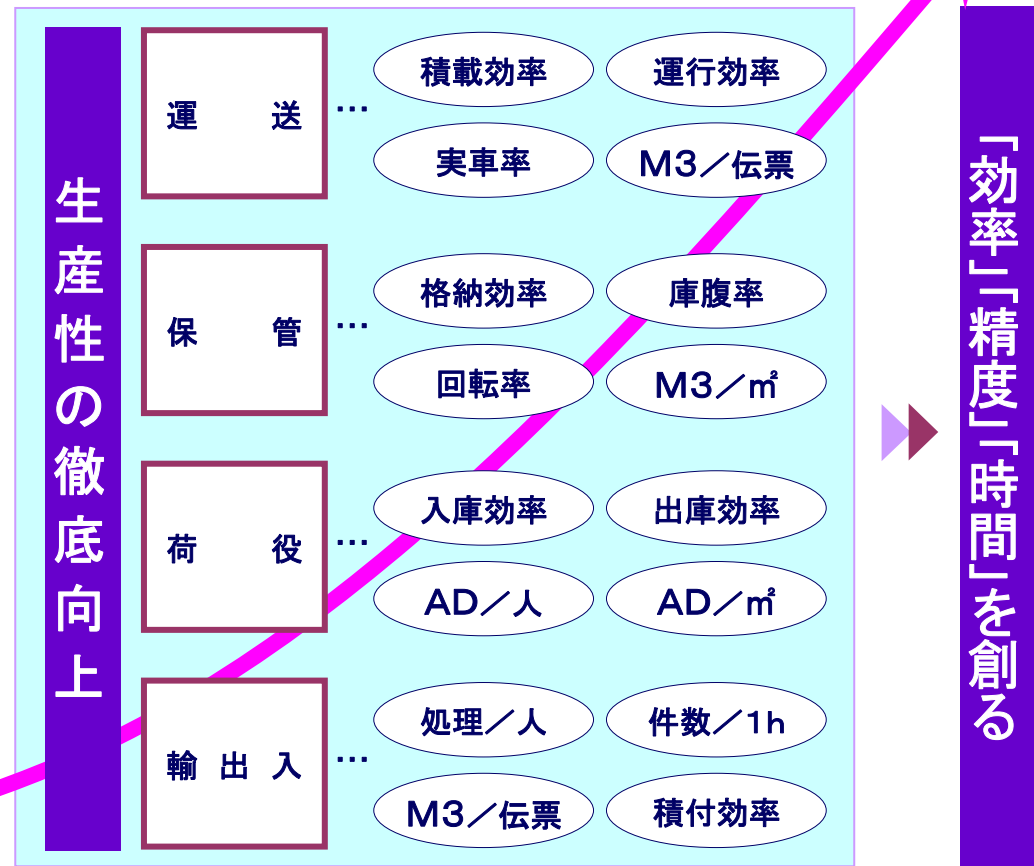 生産性の徹底向上
運送
…
積載効率
運行効率
実車率
M3／伝票
保管
…
格納効率
庫腹率
回転率
M3／㎡
荷役
…
入庫効率
出庫効率
AD／人
AD／㎡
輸出入
…
処理／人
件数／1h
M3／伝票
積付効率
「効率」「精度」「時間」を創る